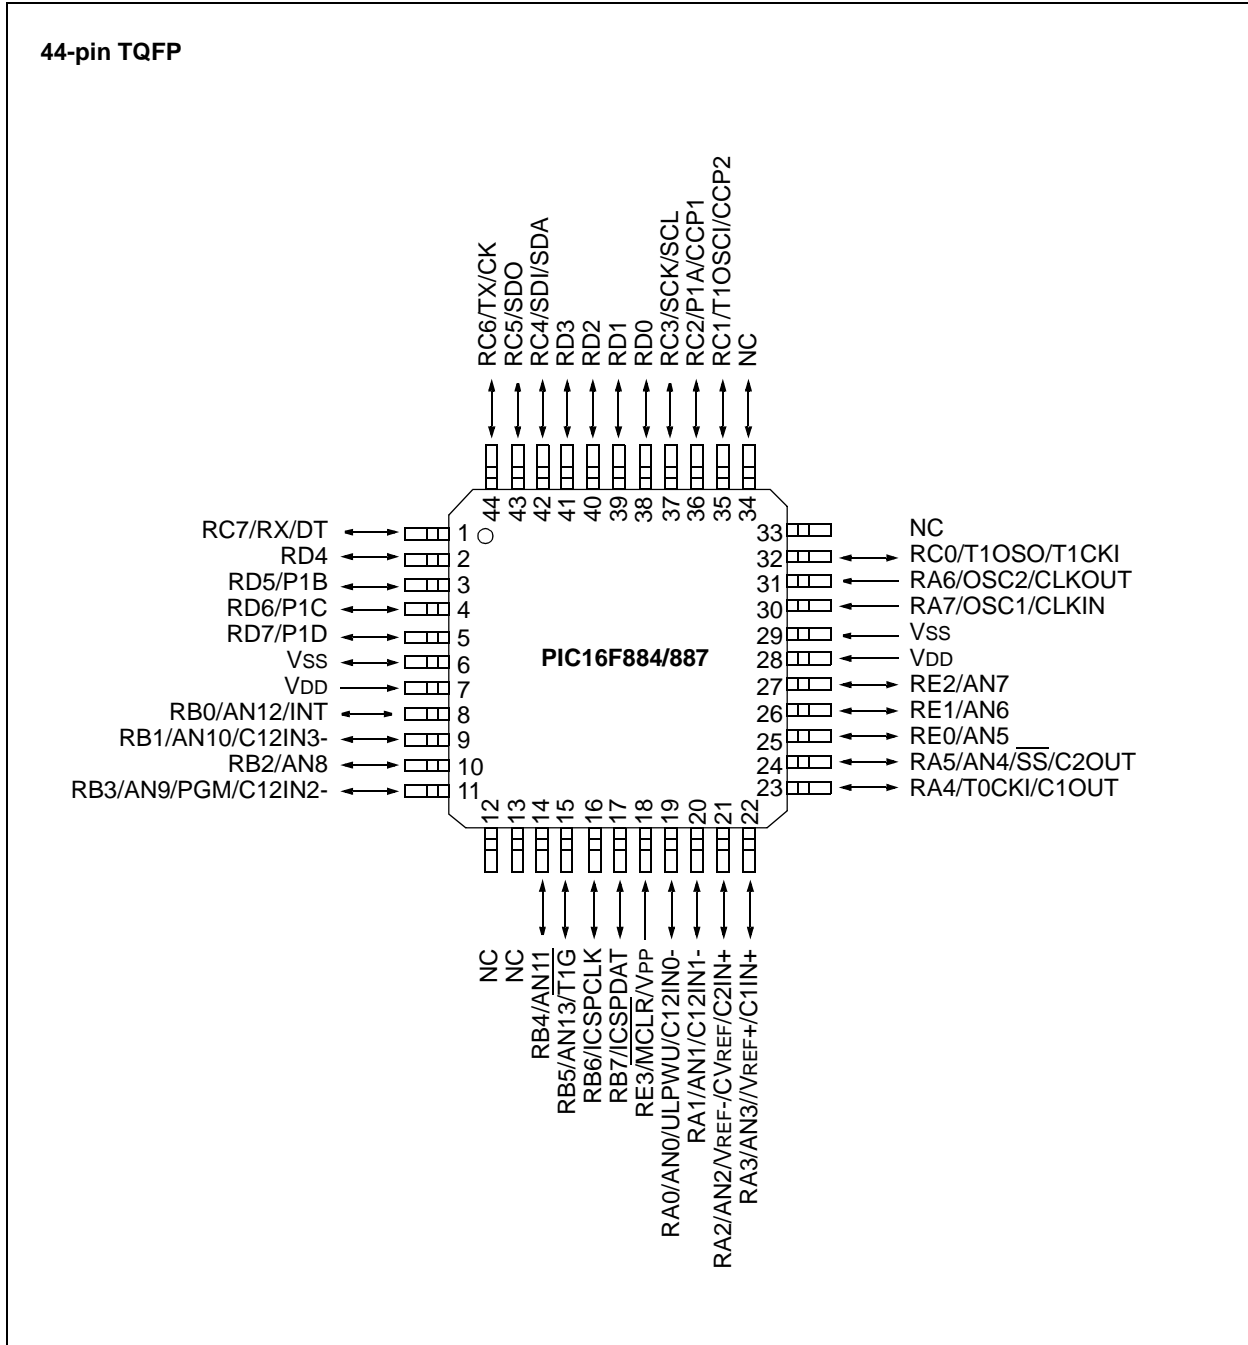 44-pin TQFP
RC6/TX/CK
RC5/SDO
RC4/SDI/SDA
RD3
RD2
RD1
RD0
RC3/SCK/SCL
RC2/P1A/CCP1
RC1/T1OSCI/CCP2
NC
44
43
42
41
40
39
38
37
36
35
34
RC7/RX/DT 1
RD4 2
RD5/P1B 3
RD6/P1C 4
RD7/P1D 5
VSS 6
VDD 7
RB0/AN12/INT 8
RB1/AN10/C12IN3- 9
RB2/AN8 10
RB3/AN9/PGM/C12IN2- 11
PIC16F884/887
33 NC
32 RC0/T1OSO/T1CKI
31 RA6/OSC2/CLKOUT
30 RA7/OSC1/CLKIN
29 VSS
28 VDD
27 RE2/AN7
26 RE1/AN6
25 RE0/AN5
24 RA5/AN4/SS/C2OUT
23 RA4/T0CKI/C1OUT
12
13
14
15
16
17
18
19
20
21
22
NC
NC
RB4/AN11
RB5/AN13/T1G
RB6/ICSPCLK
RB7/ICSPDAT
RE3/MCLR/VPP
RA0/AN0/ULPWU/C12IN0-
RA1/AN1/C12IN1-
RA2/AN2/VREF-/CVREF/C2IN+
RA3/AN3//VREF+/C1IN+